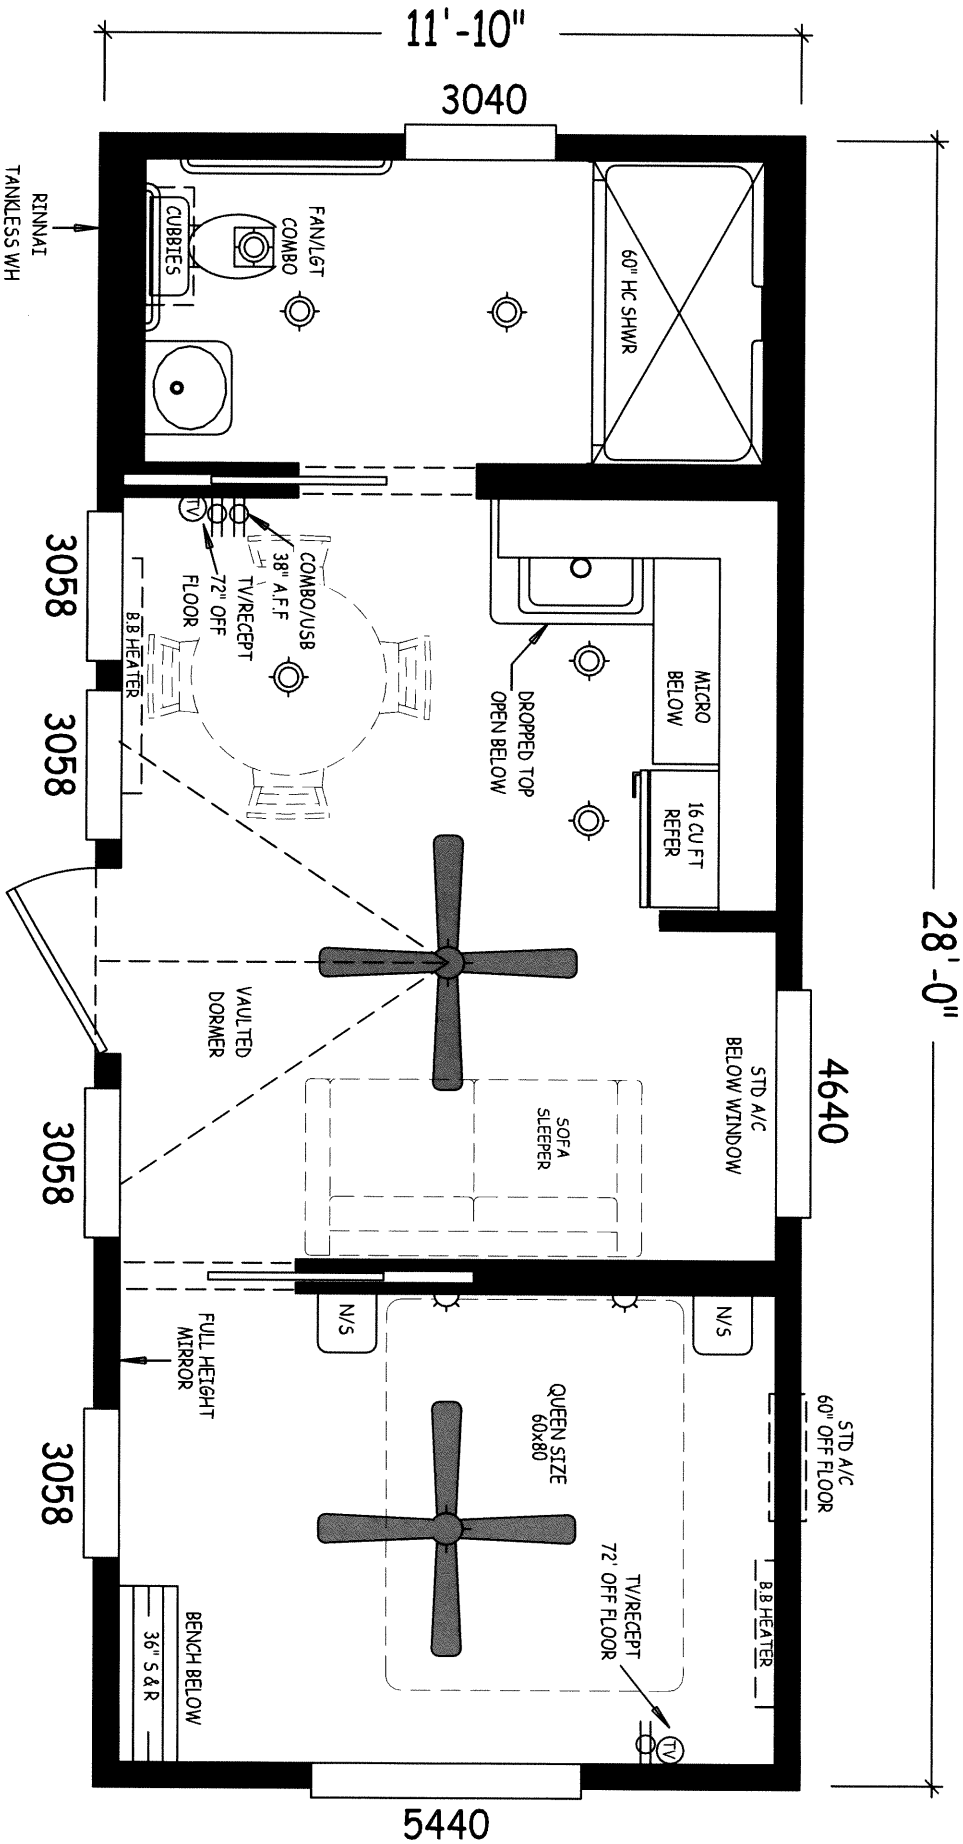 11'-10"
3040
28'-0"
RINNAI
TANKLESS WH
CUBBIES
FAN/LGT
COMBO
60" HC SHWR
TV
COMBO/USB
38" A.F.F
TV/RECEPT
72" OFF
FLOOR
B.B HEATER
3058
3058
DROPPED TOP
OPEN BELOW
MICRO
BELOW
16 CU FT
REFER
VAULTED
DORMER
STD A/C
BELOW WINDOW
4640
SOFA
SLEEPER
3058
N/S
N/S
FULL HEIGHT
MIRROR
QUEEN SIZE
60x80
STD A/C
60" OFF FLOOR
3058
TV/RECEPT
72' OFF FLOOR
B.B HEATER
TV
BENCH BELOW
36" S & R
5440